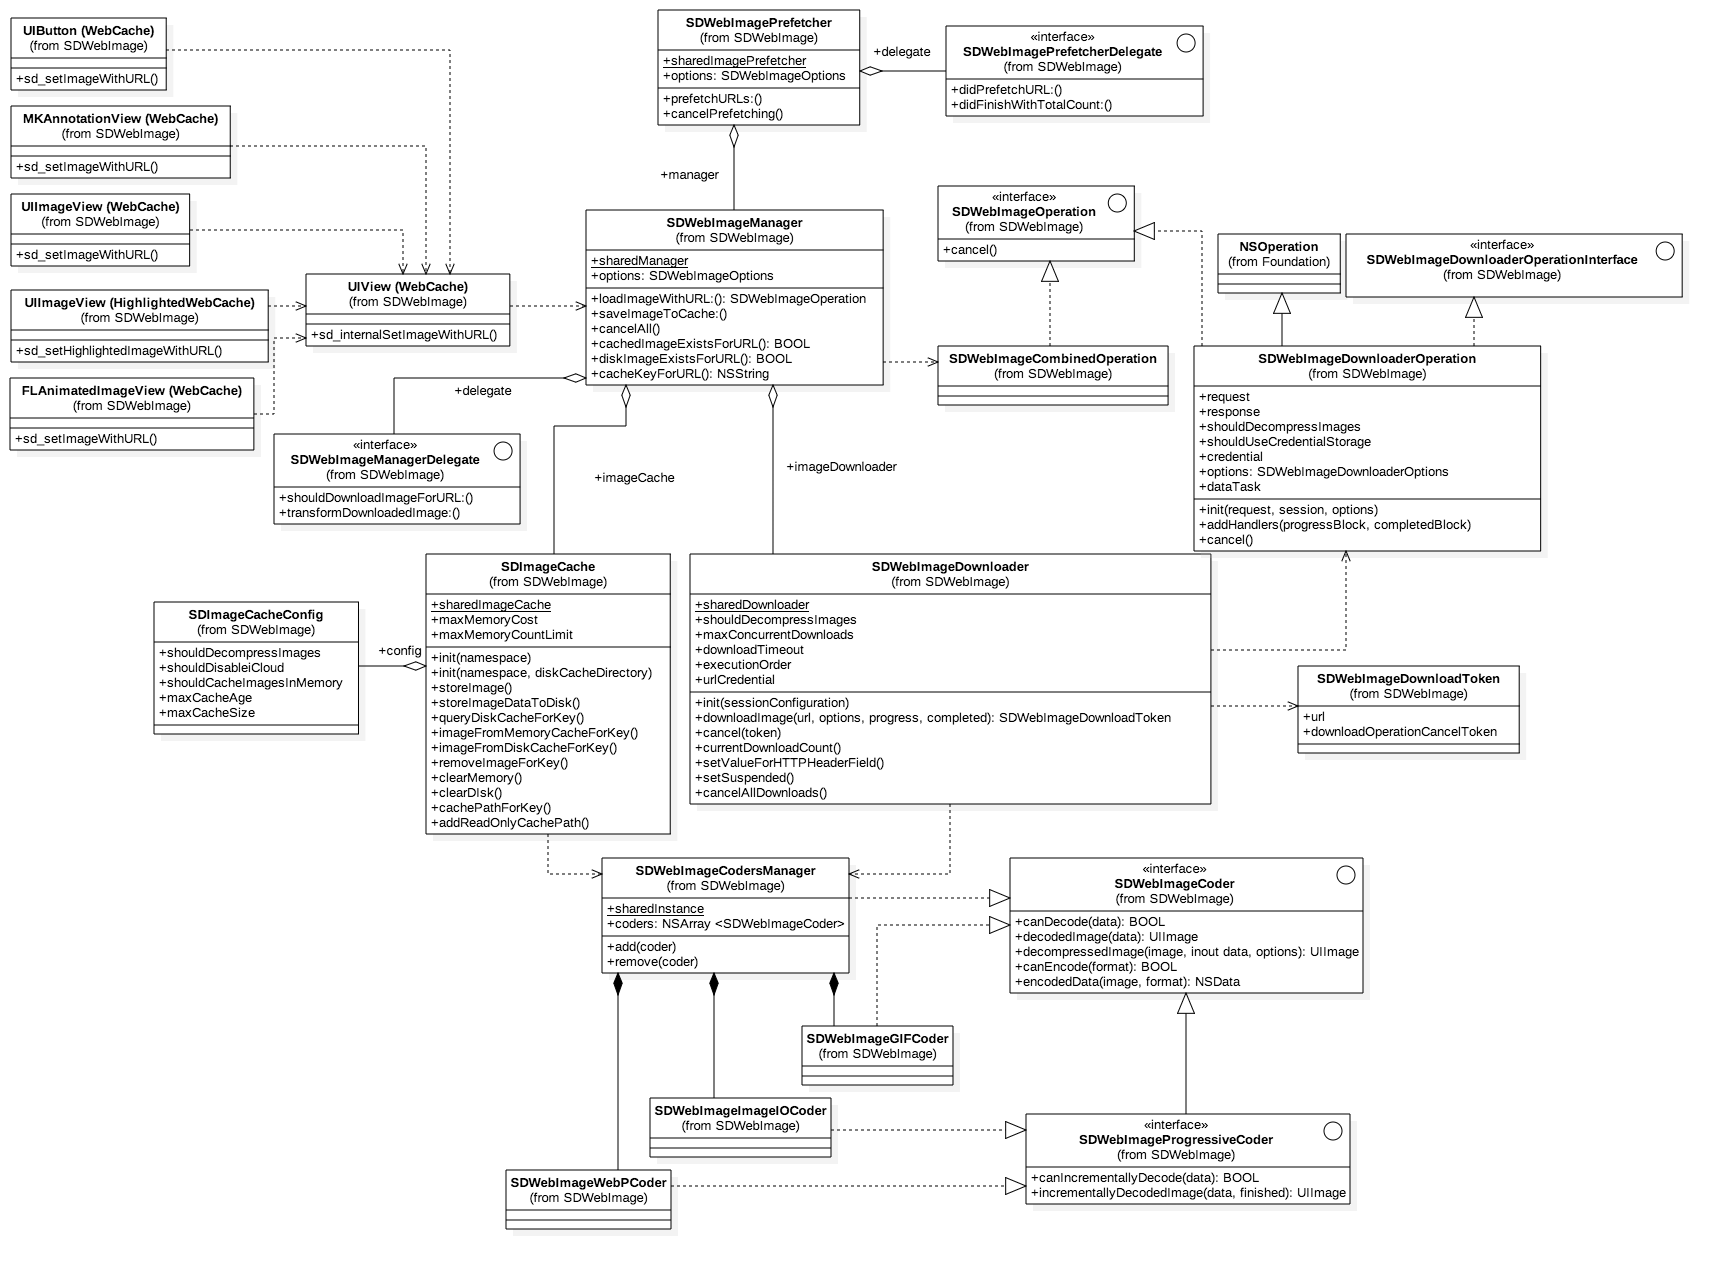 UIButton (WebCache)
(from SDWebImage)
+sd_setImageWithURL()
MKAnnotationView (WebCache)
(from SDWebImage)
+sd_setImageWithURL()
UIImageView (WebCache)
(from SDWebImage)
+sd_setImageWithURL()
UIImageView (HighlightedWebCache)
(from SDWebImage)
+sd_setHighlightedImageWithURL()
FLAnimatedImageView (WebCache)
(from SDWebImage)
+sd_setImageWithURL()
UIView (WebCache)
(from SDWebImage)
+sd_internalSetImageWithURL()
SDWebImagePrefetcher
(from SDWebImage)
+sharedImagePrefetcher
+options: SDWebImageOptions
+prefetchURLs:()
+cancelPrefetching()
+delegate
«interface»
SDWebImagePrefetcherDelegate
(from SDWebImage)
+didPrefetchURL:()
+didFinishWithTotalCount:()
+manager
SDWebImageManager
(from SDWebImage)
+sharedManager
+options: SDWebImageOptions
+loadImageWithURL:(): SDWebImageOperation
+saveImageToCache:()
+cancelAll()
+cachedImageExistsForURL(): BOOL
+diskImageExistsForURL(): BOOL
+cacheKeyForURL(): NSString
«interface»
SDWebImageOperation
(from SDWebImage)
+cancel()
NSOperation
(from Foundation)
«interface»
SDWebImageDownloaderOperationInterface
(from SDWebImage)
SDWebImageCombinedOperation
(from SDWebImage)
SDWebImageDownloaderOperation
(from SDWebImage)
+request
+response
+shouldDecompressImages
+shouldUseCredentialStorage
+credential
+options: SDWebImageDownloaderOptions
+dataTask
+init(request, session, options)
+addHandlers(progressBlock, completedBlock)
+cancel()
+delegate
«interface»
SDWebImageManagerDelegate
(from SDWebImage)
+shouldDownloadImageForURL:()
+transformDownloadedImage:()
+imageCache
+imageDownloader
SDImageCacheConfig
(from SDWebImage)
+shouldDecompressImages
+shouldDisableiCloud
+shouldCacheImagesInMemory
+maxCacheAge
+maxCacheSize
+config
SDImageCache
(from SDWebImage)
+sharedImageCache
+maxMemoryCost
+maxMemoryCountLimit
+init(namespace)
+init(namespace, diskCacheDirectory)
+storeImage()
+storeImageDataToDisk()
+queryDiskCacheForKey()
+imageFromMemoryCacheForKey()
+imageFromDiskCacheForKey()
+removeImageForKey()
+clearMemory()
+clearDIsk()
+cachePathForKey()
+addReadOnlyCachePath()
SDWebImageDownloader
(from SDWebImage)
+sharedDownloader
+shouldDecompressImages
+maxConcurrentDownloads
+downloadTimeout
+executionOrder
+urlCredential
+init(sessionConfiguration)
+downloadImage(url, options, progress, completed): SDWebImageDownloadToken
+cancel(token)
+currentDownloadCount()
+setValueForHTTPHeaderField()
+setSuspended()
+cancelAllDownloads()
SDWebImageDownloadToken
(from SDWebImage)
+url
+downloadOperationCancelToken
SDWebImageCodersManager
(from SDWebImage)
+sharedInstance
+coders: NSArray <SDWebImageCoder>
+add(coder)
+remove(coder)
«interface»
SDWebImageCoder
(from SDWebImage)
+canDecode(data): BOOL
+decodedImage(data): UIImage
+decompressedImage(image, inout data, options): UIImage
+canEncode(format): BOOL
+encodedData(image, format): NSData
SDWebImageGIFCoder
(from SDWebImage)
SDWebImageImageIOCoder
(from SDWebImage)
SDWebImageWebPCoder
(from SDWebImage)
«interface»
SDWebImageProgressiveCoder
(from SDWebImage)
+canIncrementallyDecode(data): BOOL
+incrementallyDecodedImage(data, finished): UIImage